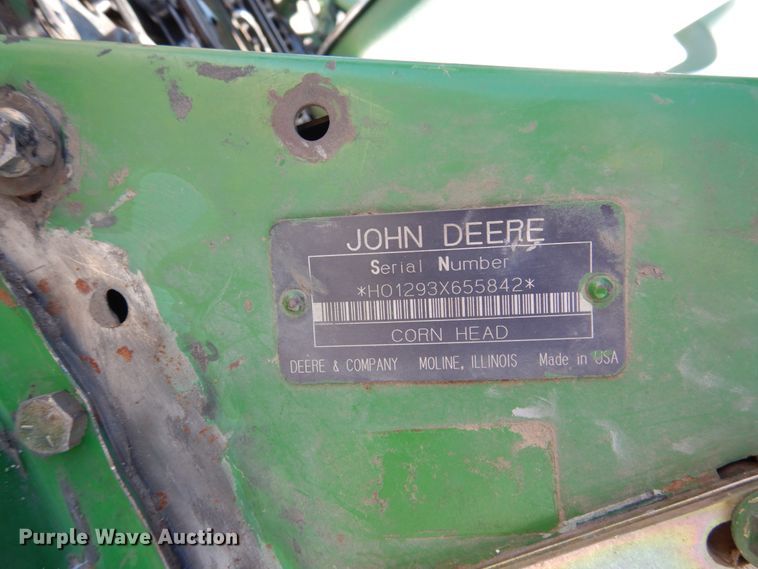 JOHN DEERE
Serial Number
*H01293X655842*
CORN HEAD
DEERE & COMPANY MOLINE, ILLINOIS Made in USA
Purple Wave Auction